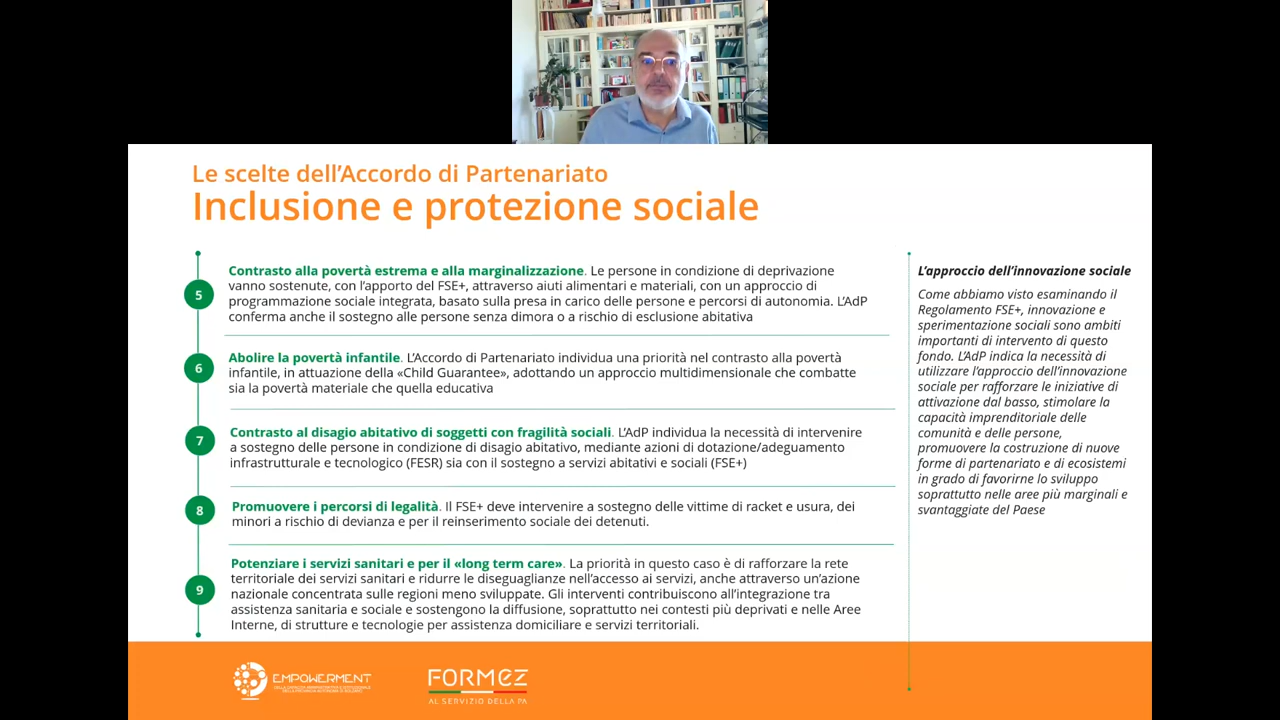 Le scelte dell'Accordo di Partenariato
Inclusione e protezione sociale
5
Contrasto alla povertà estrema e alla marginalizzazione. Le persone in condizione di deprivazione
vanno sostenute, con l'apporto del FSE+, attraverso aiuti alimentari e materiali, con un approccio di
programmazione sociale integrata, basato sulla presa in carico delle persone e percorsi di autonomia. L'AdP
conferma anche il sostegno alle persone senza dimora o a rischio di esclusione abitativa
6
Abolire la povertà infantile. L'Accordo di Partenariato individua una priorità nel contrasto alla povertà
infantile, in attuazione della «Child Guarantee», adottando un approccio multidimensionale che combatte
sia la povertà materiale che quella educativa
7
Contrasto al disagio abitativo di soggetti con fragilità sociali. L'AdP individua la necessità di intervenire
a sostegno delle persone in condizione di disagio abitativo, mediante azioni di dotazione/adeguamento
infrastrutturale e tecnologico (FESR) sia con il sostegno a servizi abitativi e sociali (FSE+)
8
Promuovere i percorsi di legalità. Il FSE+ deve intervenire a sostegno delle vittime di racket e usura, dei
minori a rischio di devianza e per il reinserimento sociale dei detenuti.
9
Potenziare i servizi sanitari e per il «long term care». La priorità in questo caso è di rafforzare la rete
territoriale dei servizi sanitari e ridurre le diseguaglianze nell'accesso ai servizi, anche attraverso un'azione
nazionale concentrata sulle regioni meno sviluppate. Gli interventi contribuiscono all'integrazione tra
assistenza sanitaria e sociale e sostengono la diffusione, soprattutto nei contesti più deprivati e nelle Aree
Interne, di strutture e tecnologie per assistenza domiciliare e servizi territoriali.
L'approccio dell'innovazione sociale
Come abbiamo visto esaminando il
Regolamento FSE+, innovazione e
sperimentazione sociali sono ambiti
importanti di intervento di questo
fondo. L'AdP indica la necessità di
utilizzare l'approccio dell'innovazione
sociale per rafforzare le iniziative di
attivazione dal basso, stimolare la
capacità imprenditoriale delle
comunità e delle persone,
promuovere la costruzione di nuove
forme di partenariato e di ecosistemi
in grado di favorirne lo sviluppo
soprattutto nelle aree più marginali e
svantaggiate del Paese
EMPOWERMENT
FORMEZ
AL SERVIZIO DELLA PA